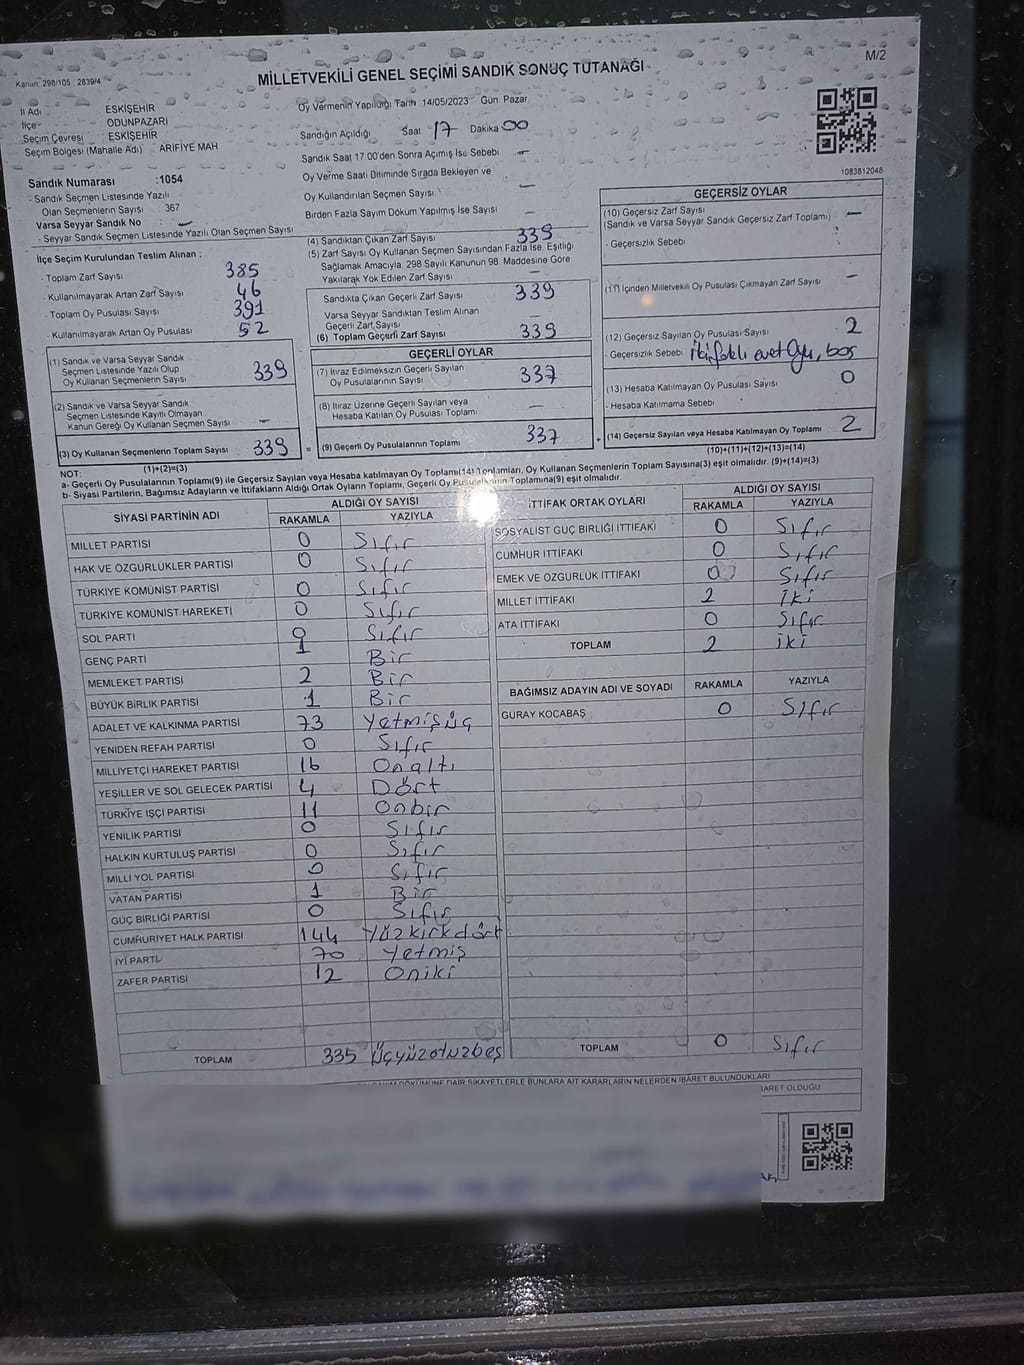 Kanun: 298/105 2839/4
M/2
MİLLETVEKİLİ GENEL SEÇİMİ SANDIK SONUÇ TUTANAĞI
İl Adı ESKİŞEHİR
İlçe ODUNPAZARI
Seçim Çevresi ESKİŞEHİR
Seçim Bölgesi (Mahalle Adı) ARİFİYE MAH
Oy Vermenin Yapıldığı Tarih 14/05/2023 Gün Pazar
Sandığın Açıldığı Saat 17 Dakika 00
Sandık Saat 17.00'den Sonra Açılmış İse Sebebi —
Oy Verme Saati Bitiminde Sırada Bekleyen ve
Oy Kullandırılan Seçmen Sayısı —
Birden Fazla Sayım Döküm Yapılmış İse Sayısı —
1083812048
Sandık Numarası :1054
- Sandık Seçmen Listesinde Yazılı
Olan Seçmenlerin Sayısı 367
Varsa Seyyar Sandık No —
- Seyyar Sandık Seçmen Listesinde Yazılı Olan Seçmen Sayısı
İlçe Seçim Kurulundan Teslim Alınan :
- Toplam Zarf Sayısı 385
- Kullanılmayarak Artan Zarf Sayısı 46
- Toplam Oy Pusulası Sayısı 391
- Kullanılmayarak Artan Oy Pusulası 52
(1) Sandık ve Varsa Seyyar Sandık
Seçmen Listesinde Yazılı Olup
Oy Kullanan Seçmenlerin Sayısı 339
(2) Sandık ve Varsa Seyyar Sandık
Seçmen Listesinde Kayıtlı Olmayan
Kanun Gereği Oy Kullanan Seçmen Sayısı —
(3) Oy Kullanan Seçmenlerin Toplam Sayısı 339
(1)+(2)=(3)
(4) Sandıktan Çıkan Zarf Sayısı 339
(5) Zarf Sayısı Oy Kullanan Seçmen Sayısından Fazla İse, Eşitliği
Sağlamak Amacıyla, 298 Sayılı Kanunun 98. Maddesine Göre
Yakılarak Yok Edilen Zarf Sayısı —
Sandıkta Çıkan Geçerli Zarf Sayısı 339
Varsa Seyyar Sandıktan Teslim Alınan
Geçerli Zarf Sayısı —
(6) Toplam Geçerli Zarf Sayısı 339
GEÇERLİ OYLAR
(7) İtiraz Edilmeksizin Geçerli Sayılan
Oy Pusulalarının Sayısı 337
(8) İtiraz Üzerine Geçerli Sayılan veya
Hesaba Katılan Oy Pusulası Toplamı —
= (9) Geçerli Oy Pusulalarının Toplamı 337
GEÇERSİZ OYLAR
(10) Geçersiz Zarf Sayısı
(Sandık ve Varsa Seyyar Sandık Geçersiz Zarf Toplamı) —
- Geçersizlik Sebebi
(11) İçinden Milletvekili Oy Pusulası Çıkmayan Zarf Sayısı —
(12) Geçersiz Sayılan Oy Pusulası Sayısı 2
- Geçersizlik Sebebi iki farklı evet oyu, boş
(13) Hesaba Katılmayan Oy Pusulası Sayısı 0
- Hesaba Katılmama Sebebi
+ (14) Geçersiz Sayılan veya Hesaba Katılmayan Oy Toplamı 2
(10)+(11)+(12)+(13)=(14)
NOT:
a- Geçerli Oy Pusulalarının Toplamı(9) ile Geçersiz Sayılan veya Hesaba katılmayan Oy Toplamı(14) Toplamları, Oy Kullanan Seçmenlerin Toplam Sayısına(3) eşit olmalıdır. (9)+(14)=(3)
b- Siyasi Partilerin, Bağımsız Adayların ve İttifakların Aldığı Ortak Oyların Toplamı, Geçerli Oy Pusulalarının Toplamına(9) eşit olmalıdır.
SİYASİ PARTİNİN ADI ALDIĞI OY SAYISI
RAKAMLA YAZIYLA
MİLLET PARTİSİ 0 Sıfır
HAK VE ÖZGÜRLÜKLER PARTİSİ 0 Sıfır
TÜRKİYE KOMÜNİST PARTİSİ 0 Sıfır
TÜRKİYE KOMÜNİST HAREKETİ 0 Sıfır
SOL PARTİ 0 Sıfır
GENÇ PARTİ 1 Bir
MEMLEKET PARTİSİ 2 Bir
BÜYÜK BİRLİK PARTİSİ 1 Bir
ADALET VE KALKINMA PARTİSİ 73 Yetmişüç
YENİDEN REFAH PARTİSİ 0 Sıfır
MİLLİYETÇİ HAREKET PARTİSİ 16 Onaltı
YEŞİLLER VE SOL GELECEK PARTİSİ 4 Dört
TÜRKİYE İŞÇİ PARTİSİ 11 Onbir
YENİLİK PARTİSİ 0 Sıfır
HALKIN KURTULUŞ PARTİSİ 0 Sıfır
MİLLİ YOL PARTİSİ 0 Sıfır
VATAN PARTİSİ 1 Bir
GÜÇ BİRLİĞİ PARTİSİ 0 Sıfır
CUMHURİYET HALK PARTİSİ 144 Yüzkırkdört
İYİ PARTİ 70 Yetmiş
ZAFER PARTİSİ 12 Oniki
TOPLAM 335 Üçyüzotuzbeş
İTTİFAK ORTAK OYLARI ALDIĞI OY SAYISI
RAKAMLA YAZIYLA
SOSYALİST GÜÇ BİRLİĞİ İTTİFAKI 0 Sıfır
CUMHUR İTTİFAKI 0 Sıfır
EMEK VE ÖZGÜRLÜK İTTİFAKI 0 Sıfır
MİLLET İTTİFAKI 2 İki
ATA İTTİFAKI 0 Sıfır
TOPLAM 2 iki
BAĞIMSIZ ADAYIN ADI VE SOYADI RAKAMLA YAZIYLA
GÜRAY KOCABAŞ 0 Sıfır
TOPLAM 0 Sıfır
DÖKÜMÜNE DAİR ŞİKAYETLERLE BUNLARA AİT KARARLARIN NELERDEN İBARET BULUNDUKLARI
BARET OLDUĞU